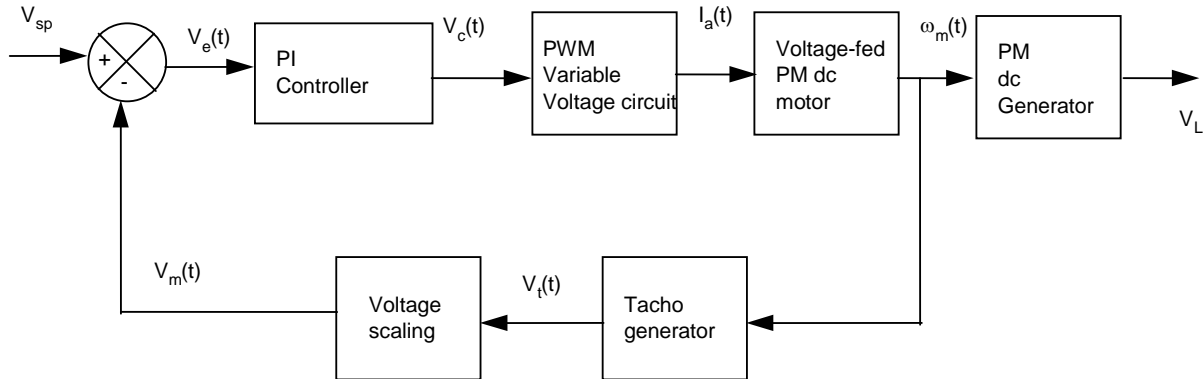 V_sp
+
-
V_e(t)
PI
Controller
V_c(t)
PWM
Variable
Voltage circuit
I_a(t)
Voltage-fed
PM dc
motor
ω_m(t)
PM
dc
Generator
V_L
V_m(t)
Voltage
scaling
V_t(t)
Tacho
generator